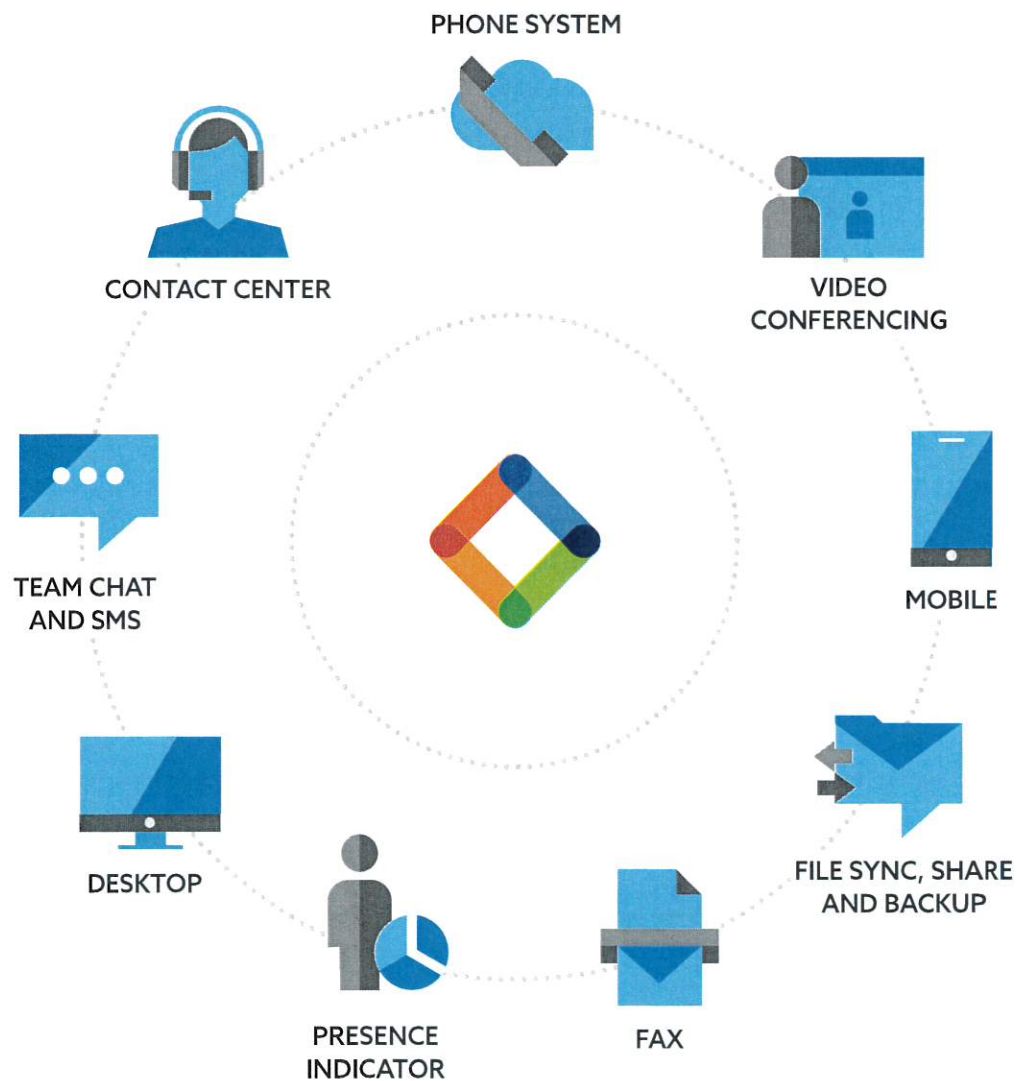 PHONE SYSTEM
CONTACT CENTER
VIDEO
CONFERENCING
TEAM CHAT
AND SMS
MOBILE
DESKTOP
FILE SYNC, SHARE
AND BACKUP
PRESENCE
INDICATOR
FAX